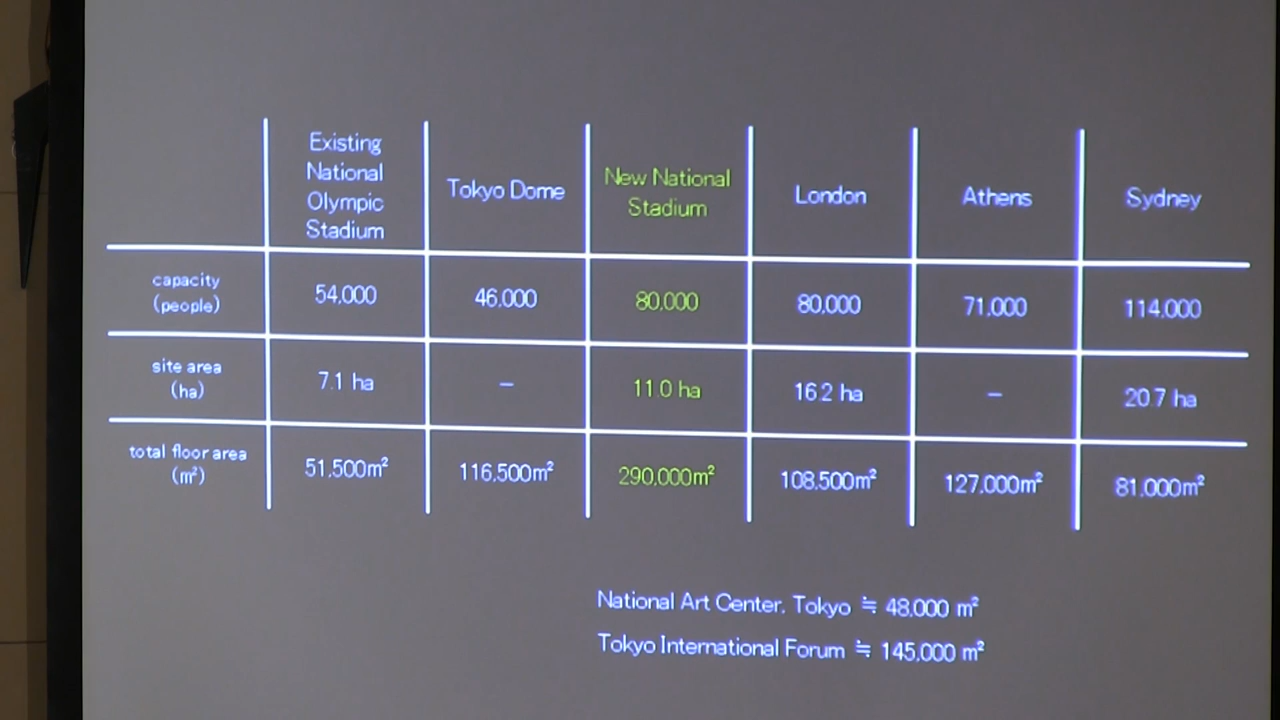 Existing
National
Olympic
Stadium
Tokyo Dome
New National
Stadium
London
Athens
Sydney
capacity
(people)
54,000
46,000
80,000
80,000
71,000
114,000
site area
(ha)
7.1 ha
–
11.0 ha
16.2 ha
–
20.7 ha
total floor area
(m²)
51,500m²
116,500m²
290,000m²
108,500m²
127,000m²
81,000m²
National Art Center, Tokyo ≒ 48,000 m²
Tokyo International Forum ≒ 145,000 m²